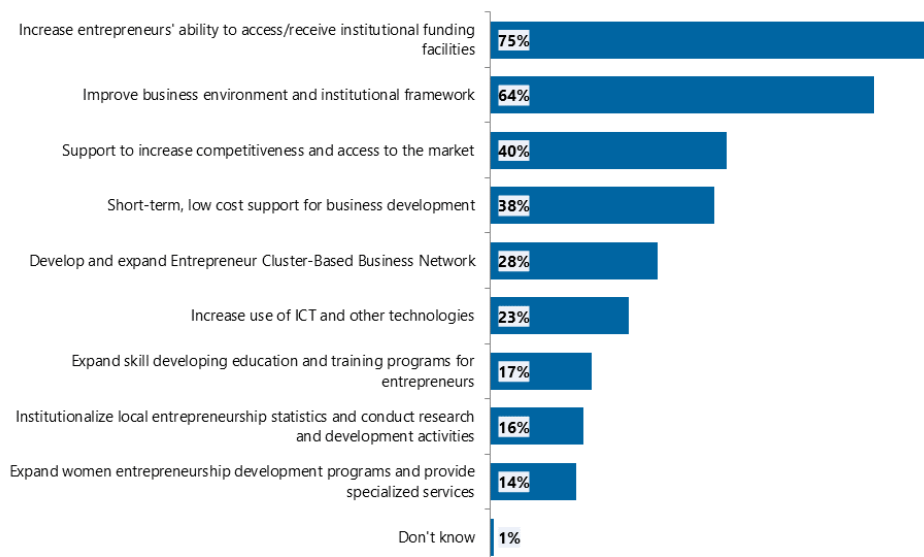 Increase entrepreneurs' ability to access/receive institutional funding
facilities
75%
Improve business environment and institutional framework
64%
Support to increase competitiveness and access to the market
40%
Short-term, low cost support for business development
38%
Develop and expand Entrepreneur Cluster-Based Business Network
28%
Increase use of ICT and other technologies
23%
Expand skill developing education and training programs for
entrepreneurs
17%
Institutionalize local entrepreneurship statistics and conduct research
and development activities
16%
Expand women entrepreneurship development programs and provide
specialized services
14%
Don't know
1%